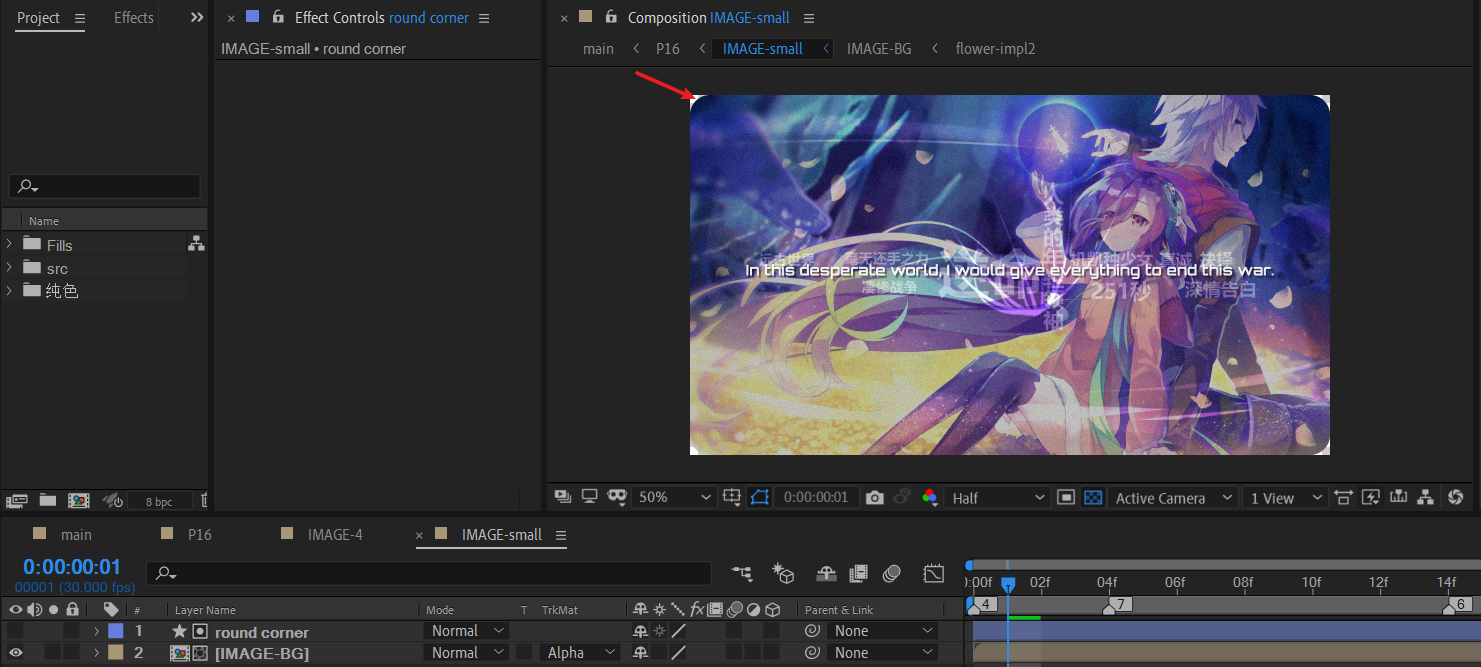 Project
Effects
Effect Controls round corner
Composition IMAGE-small
IMAGE-small • round corner
main
P16
IMAGE-small
IMAGE-BG
flower-impl2
Name
Fills
src
纯色
远古世界
毫无还手之力
机凯种少女
真诚
抉择
In this desperate world, I would give everything to end this war.
凄惨战争
251秒
深情告白
8 bpc
50%
0:00:00:01
Half
Active Camera
1 View
main
P16
IMAGE-4
IMAGE-small
0:00:00:01
00001 (30.000 fps)
:00f
02f
04f
06f
08f
10f
12f
14f
4
7
6
#
Layer Name
Mode
T
TrkMat
fx
Parent & Link
1
round corner
Normal
None
2
[IMAGE-BG]
Normal
Alpha
None